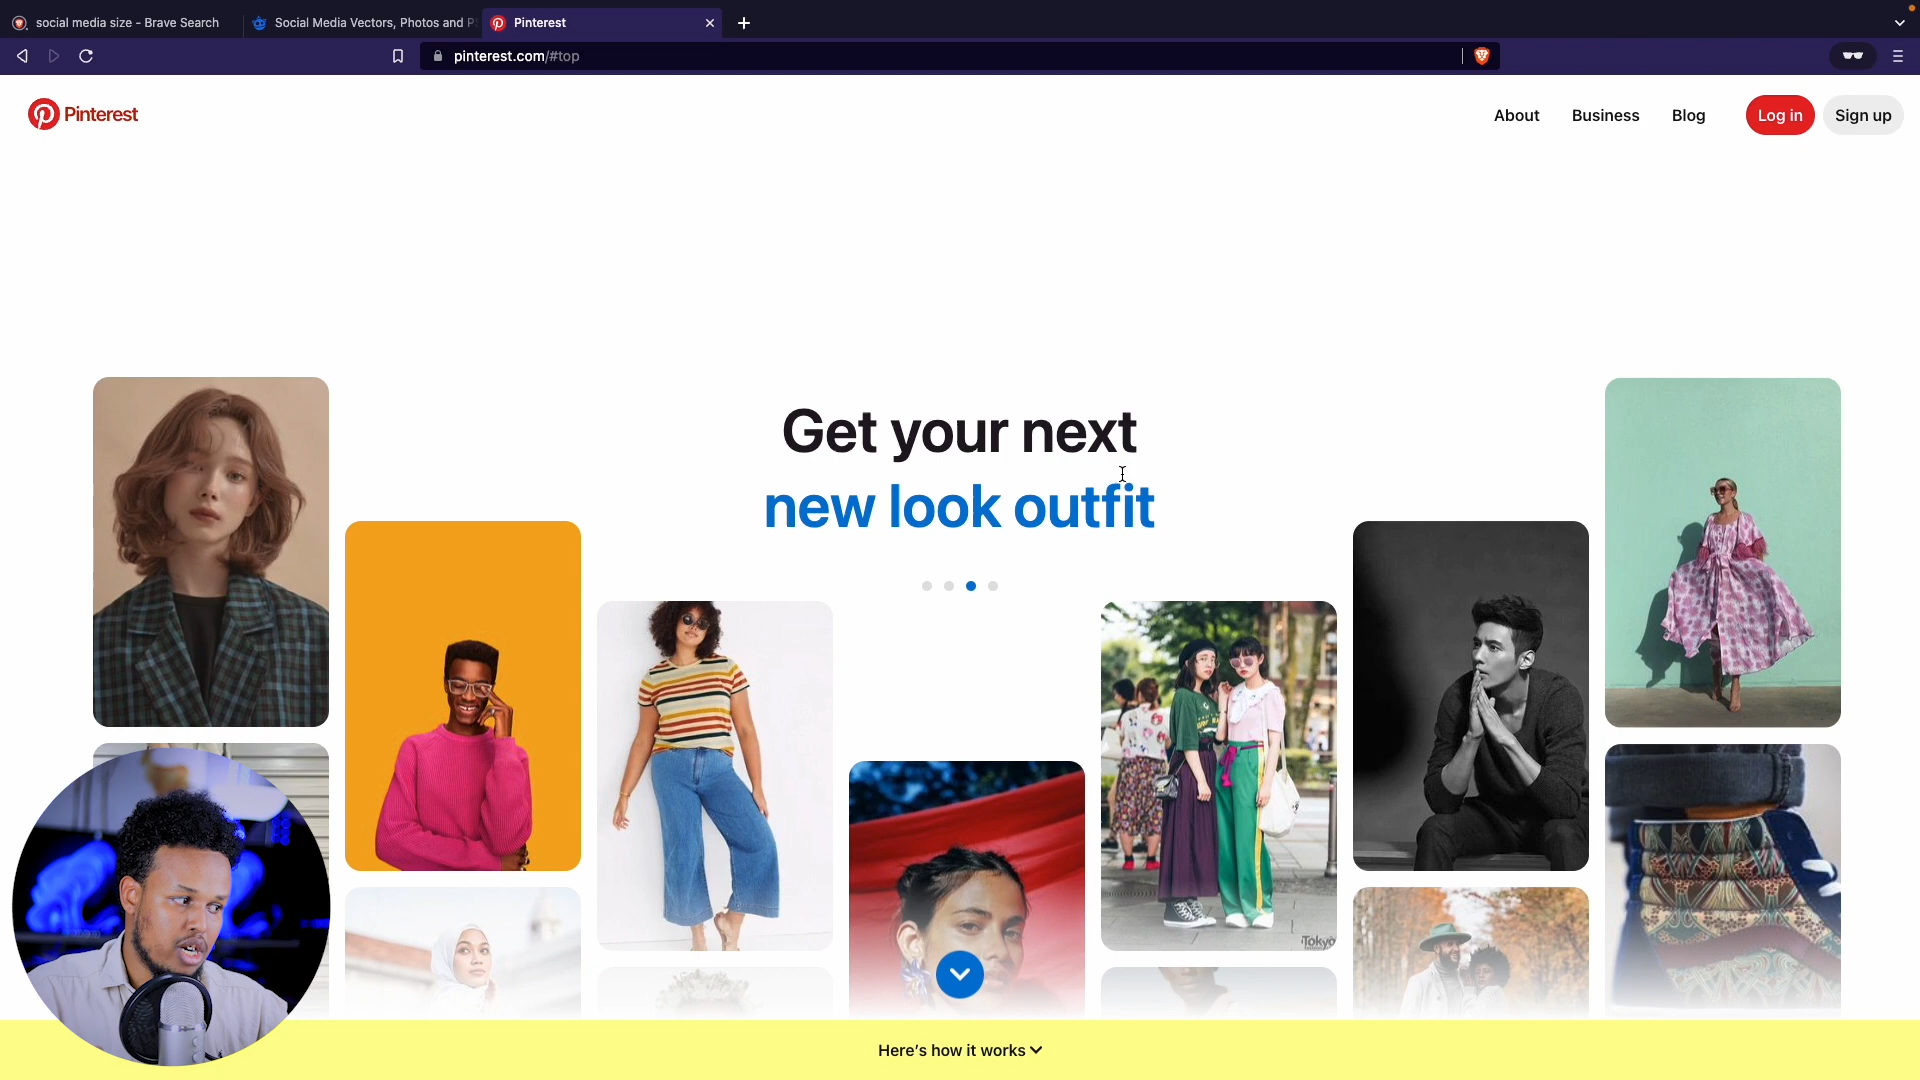 social media size - Brave Search
Social Media Vectors, Photos and P
Pinterest
pinterest.com/#top
Pinterest
About
Business
Blog
Log in
Sign up
Get your next
new look outfit
Tokyo
Here's how it works